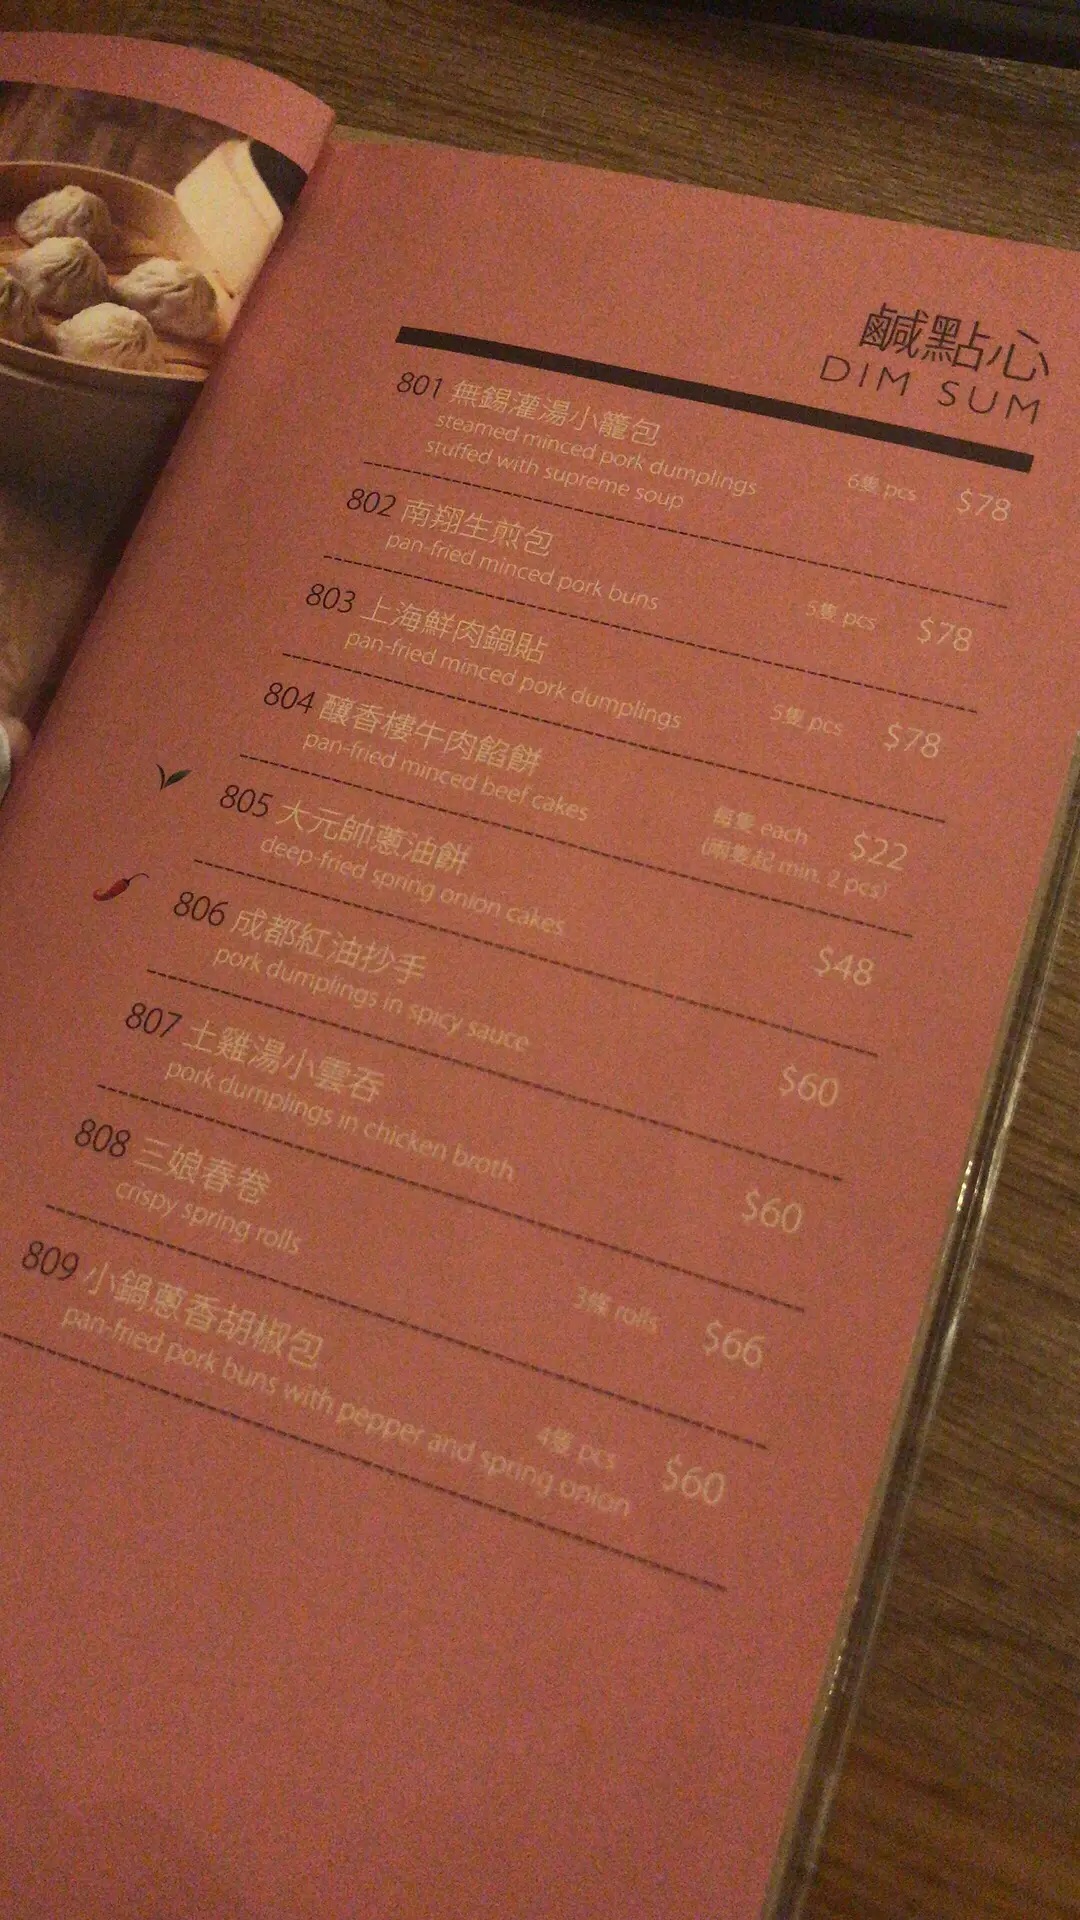 鹹點心
DIM SUM
801 無錫灌湯小籠包
steamed minced pork dumplings
stuffed with supreme soup
6隻 pcs $78
802 南翔生煎包
pan-fried minced pork buns
5隻 pcs $78
803 上海鮮肉鍋貼
pan-fried minced pork dumplings
5隻 pcs $78
804 釀香樓牛肉餡餅
pan-fried minced beef cakes
每隻 each $22
(兩隻起 min. 2 pcs)
805 大元帥蔥油餅
deep-fried spring onion cakes
$48
806 成都紅油抄手
pork dumplings in spicy sauce
$60
807 土雞湯小雲吞
pork dumplings in chicken broth
$60
808 三娘春卷
crispy spring rolls
3條 rolls $66
809 小鍋蔥香胡椒包
pan-fried pork buns with pepper and spring onion
4隻 pcs $60